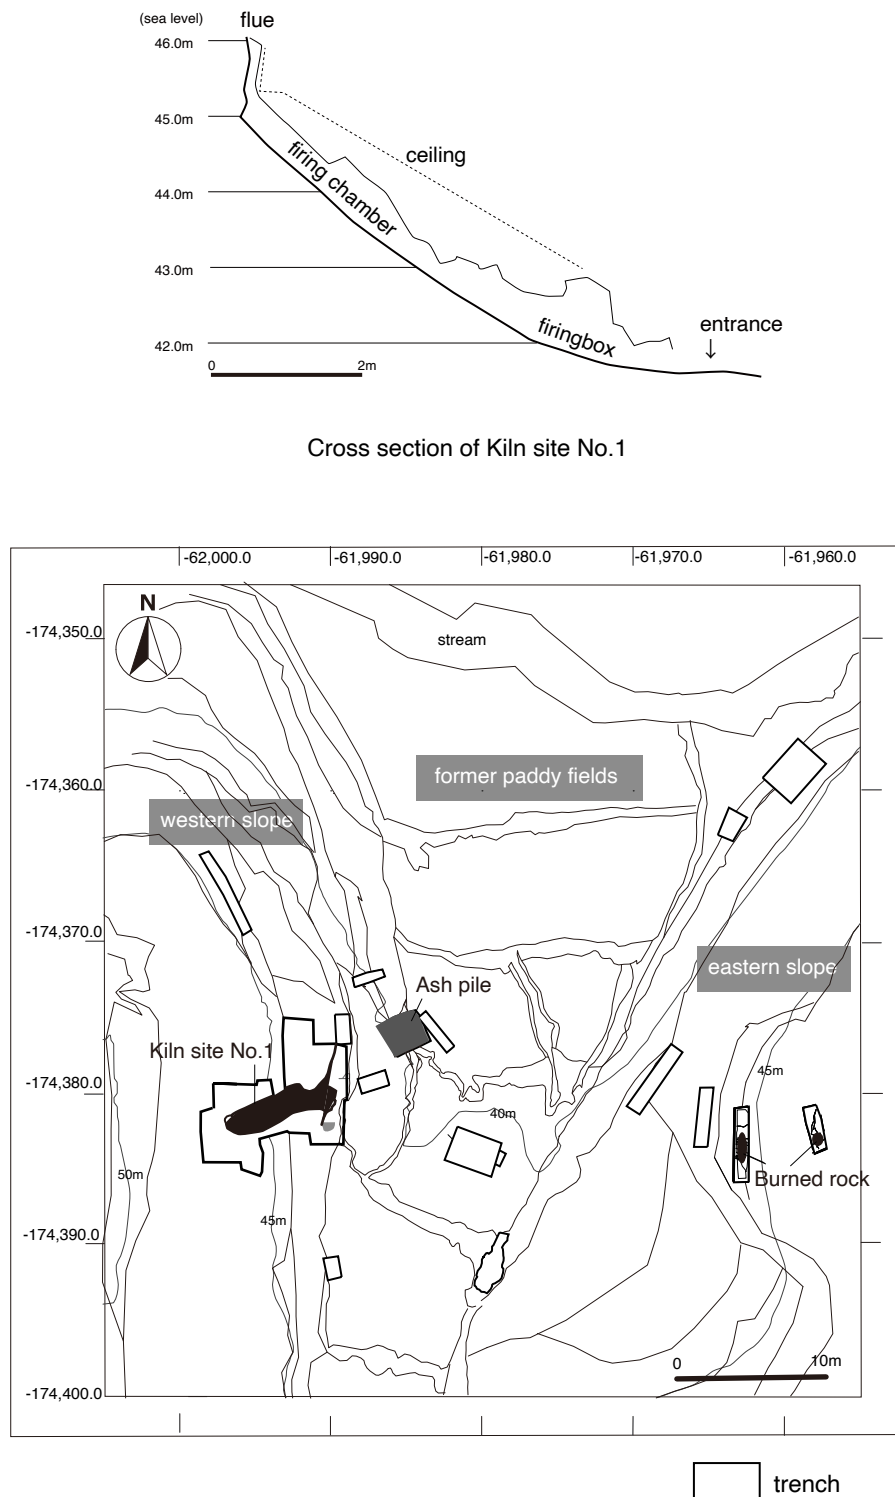 (sea level)
flue
46.0m
45.0m
ceiling
firing chamber
44.0m
43.0m
entrance
firingbox
42.0m
0 2m
Cross section of Kiln site No.1
-62,000.0 -61,990.0 -61,980.0 -61,970.0 -61,960.0
N
-174,350.0
stream
former paddy fields
-174,360.0
western slope
-174,370.0
eastern slope
Ash pile
Kiln site No.1
-174,380.0
45m
40m
50m
Burned rock
45m
-174,390.0
0 10m
-174,400.0
trench